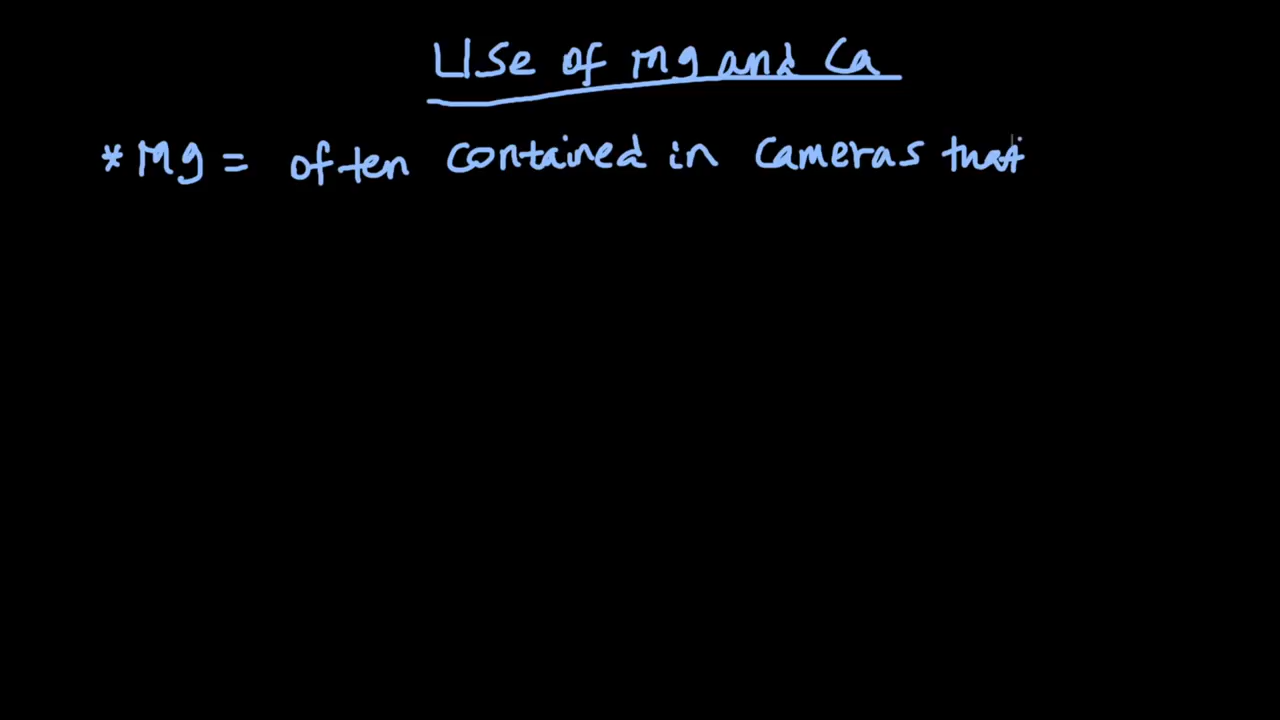 Use of Mg and Ca
* Mg = often contained in cameras that